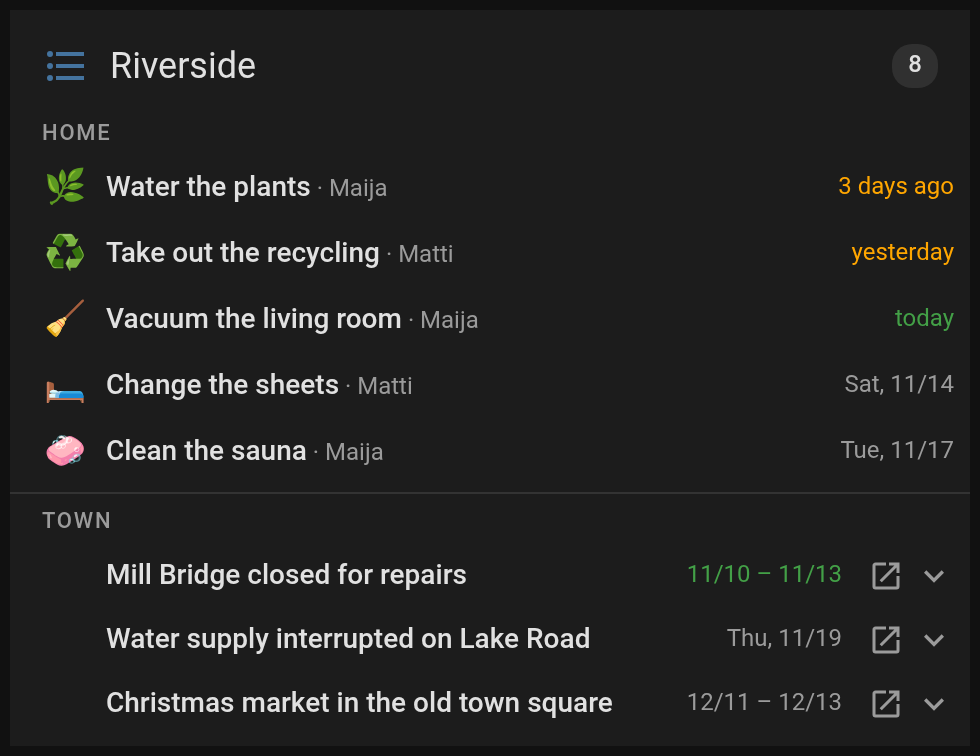 Riverside 8
HOME
Water the plants · Maija 3 days ago
Take out the recycling · Matti yesterday
Vacuum the living room · Maija today
Change the sheets · Matti Sat, 11/14
Clean the sauna · Maija Tue, 11/17
TOWN
Mill Bridge closed for repairs 11/10 – 11/13
Water supply interrupted on Lake Road Thu, 11/19
Christmas market in the old town square 12/11 – 12/13